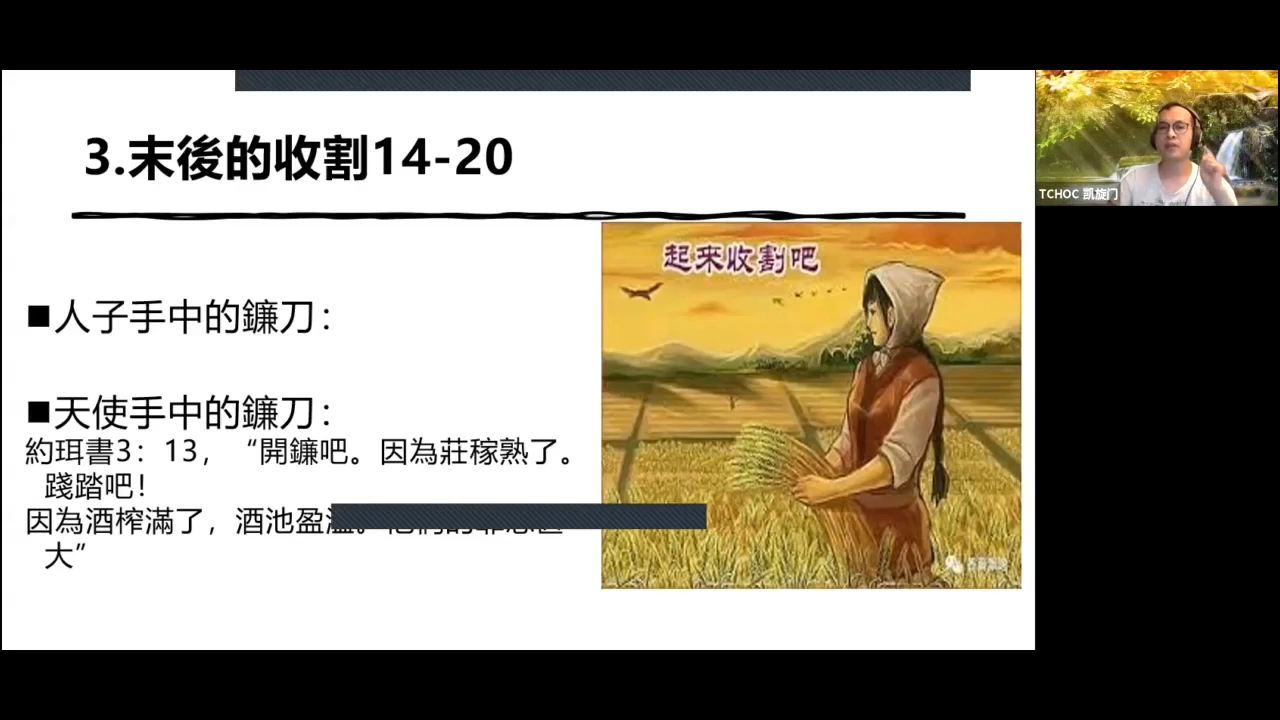 3.末後的收割14-20
起來收割吧
■人子手中的鐮刀：
■天使手中的鐮刀：
約珥書3：13，“開鐮吧。因為莊稼熟了。
踐踏吧！
因為酒榨滿了，酒池盈
大”
TCHOC 凯旋门